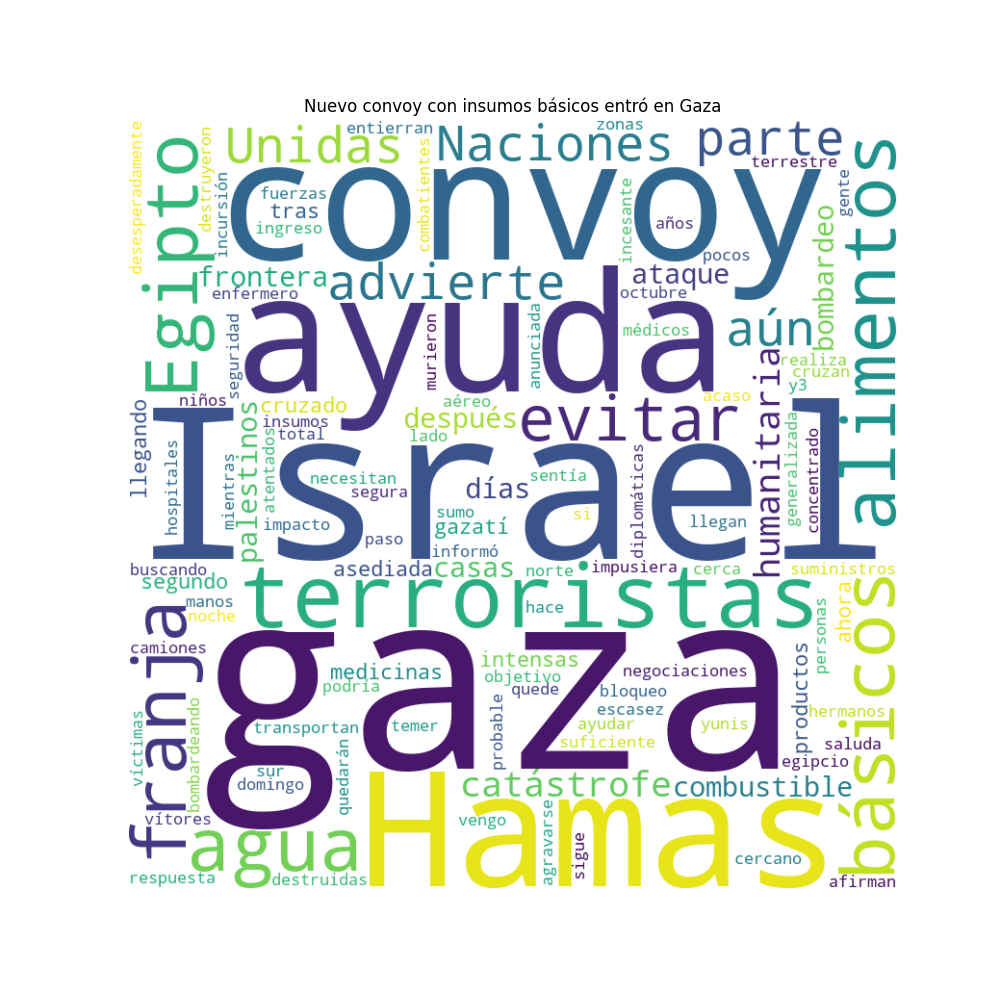 Nuevo convoy con insumos básicos entró en Gaza
desesperadamente
destruyeron
Egipto
incursión
Unidas
entierran
combatientes
Naciones
zonas
parte
terrestre
gente
alimentos
convoy
fuerzas
tras
ingreso
incesante
años
pocos
bombardeo
frontera
advierte
ataque
octubre
enfermero
ayuda
murieron
anunciada
médicos
aún
realiza
cruzan
y3
seguridad
humanitaria
niños
cruzado
insumos
total
aéreo
después
lado
evitar
acaso
llegando
hospitales
mientras
palestinos
atentados
Israel
necesitan
segura
días
sentía
diplomáticas
generalizada
concentrado
impacto
sumo
gazatí
si
llegan
paso
informó
buscando
segundo
asediada
casas
norte
impusiera
cerca
suministros
terroristas
básicos
manos
noche
hace
personas
ahora
franja
camiones
gaza
medicinas
podría
intensas
objetivo
quede
negociaciones
bloqueo
escasez
productos
hermanos
víctimas
bombardeando
transportan
temer
probable
ayudar
suficiente
yunis
saluda
egipcio
sur
domingo
quedarán
catástrofe
combustible
vítores
agua
Hamas
vengo
agravarse
sigue
cercano
respuesta
destruidas
afirman